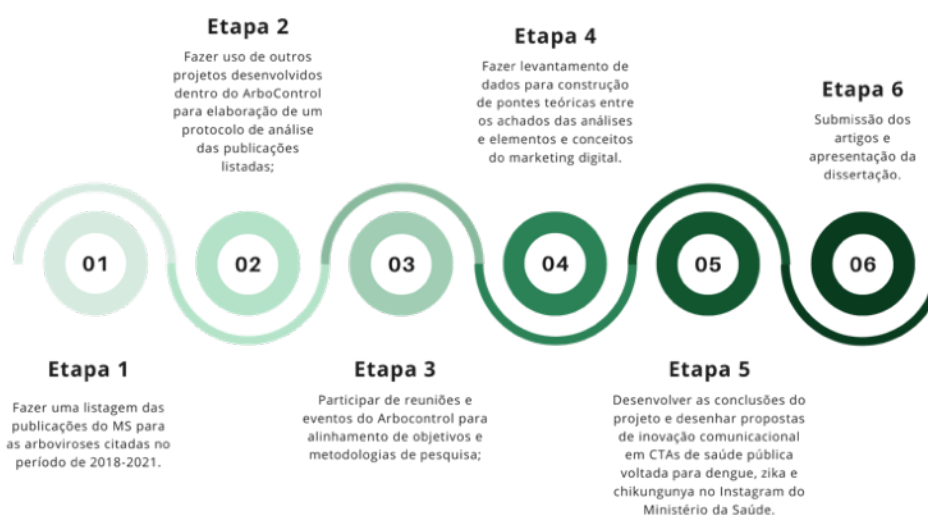 Etapa 2
Fazer uso de outros
projetos desenvolvidos
dentro do ArboControl
para elaboração de um
protocolo de análise
das publicações
listadas;
Etapa 4
Fazer levantamento de
dados para construção
de pontes teóricas entre
os achados das análises
e elementos e conceitos
do marketing digital.
Etapa 6
Submissão dos
artigos e
apresentação da
dissertação.
01
02
03
04
05
06
Etapa 1
Fazer uma listagem das
publicações do MS para
as arboviroses citadas no
período de 2018-2021.
Etapa 3
Participar de reuniões e
eventos do Arbocontrol para
alinhamento de objetivos e
metodologias de pesquisa;
Etapa 5
Desenvolver as conclusões do
projeto e desenhar propostas
de inovação comunicacional
em CTAs de saúde pública
voltada para dengue, zika e
chikungunya no Instagram do
Ministério da Saúde.